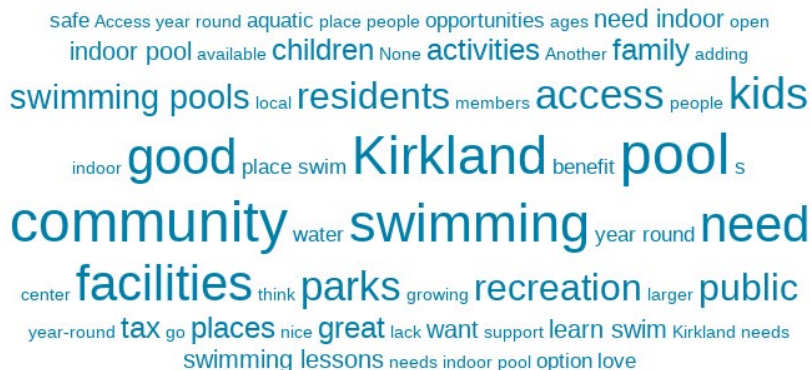 safe Access year round aquatic place people opportunities ages need indoor open
indoor pool available children None activities Another family adding
swimming pools local residents members access people kids
indoor good place swim Kirkland benefit pool s
community water swimming year round need
center facilities think parks growing recreation larger public
year-round tax go places nice great lack want support learn swim Kirkland needs
swimming lessons needs indoor pool option love